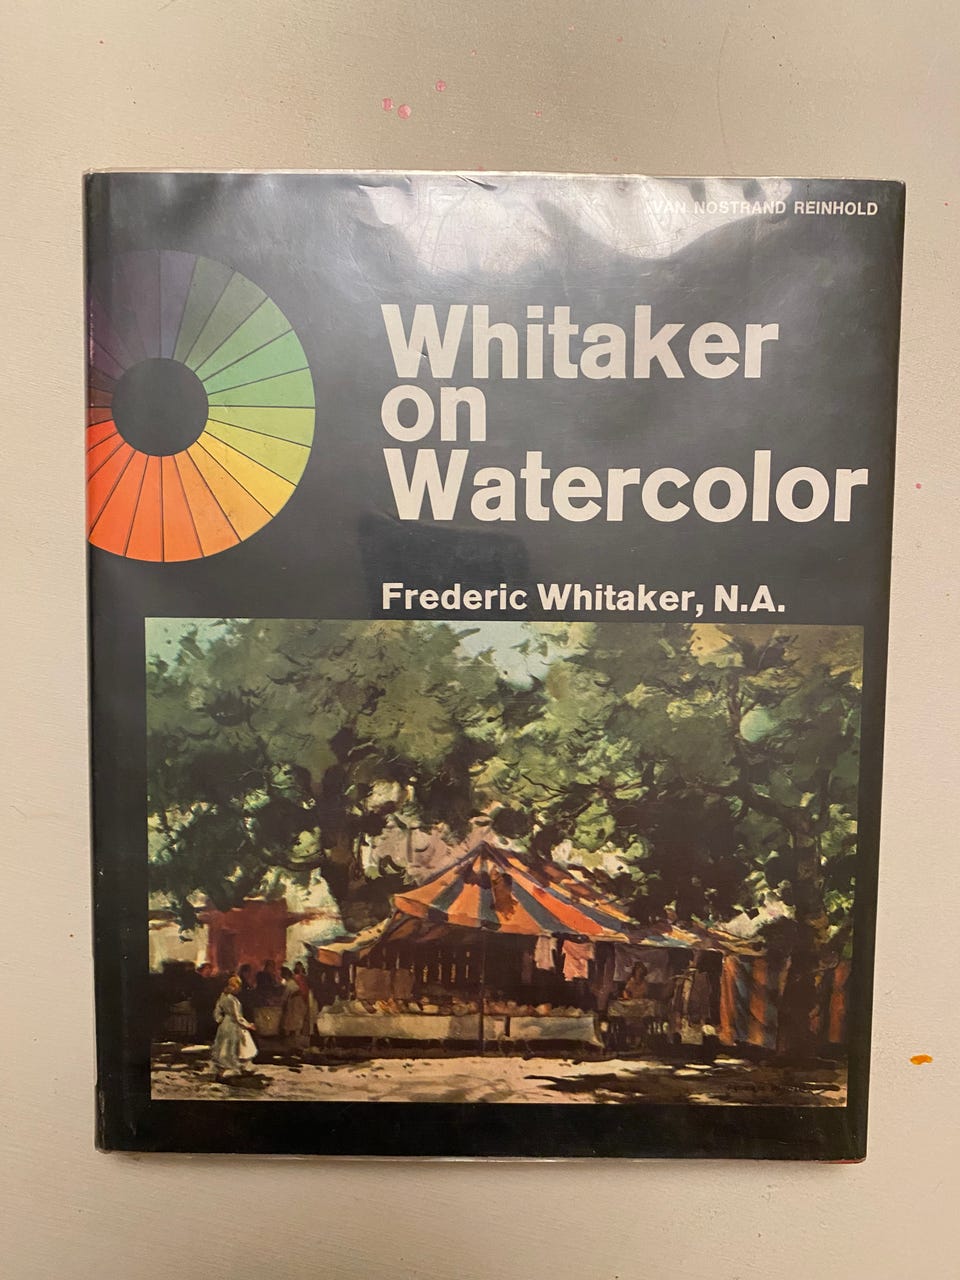 VAN NOSTRAND REINHOLD
Whitaker
on
Watercolor
Frederic Whitaker, N.A.